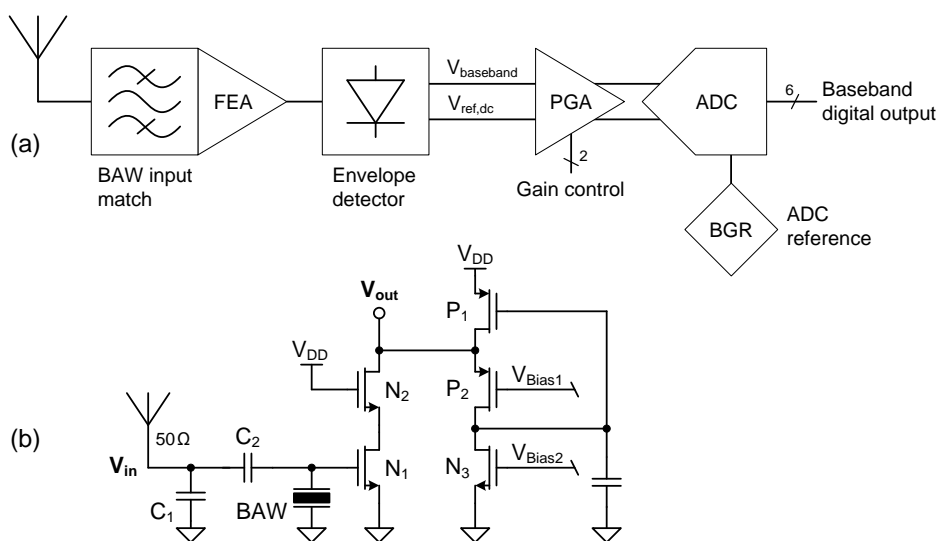 V_baseband
6
Baseband
digital output
FEA
PGA
ADC
V_ref,dc
(a)
2
BAW input
match
Envelope
detector
Gain control
BGR
ADC
reference
V_DD
V_out
P_1
V_DD
V_Bias1
N_2
P_2
(b)
50Ω
C_2
V_Bias2
V_in
N_1
N_3
C_1
BAW